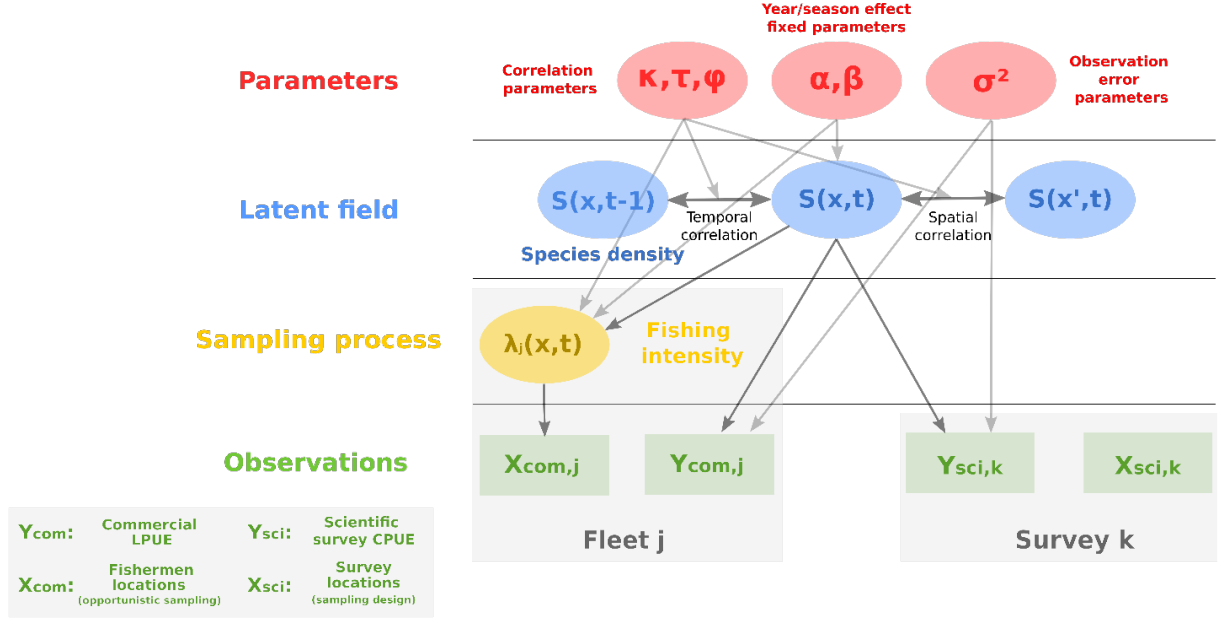 Year/season effect
fixed parameters
Parameters
Correlation
parameters
κ,τ,φ
α,β
σ²
Observation
error
parameters
Latent field
S(x,t-1)
Temporal
correlation
S(x,t)
Spatial
correlation
S(x',t)
Species density
Sampling process
λj(x,t)
Fishing
intensity
Observations
Xcom,j
Ycom,j
Ysci,k
Xsci,k
Fleet j
Survey k
Ycom:
Commercial
LPUE
Ysci:
Scientific
survey CPUE
Xcom:
Fishermen
locations
(opportunistic sampling)
Xsci:
Survey
locations
(sampling design)